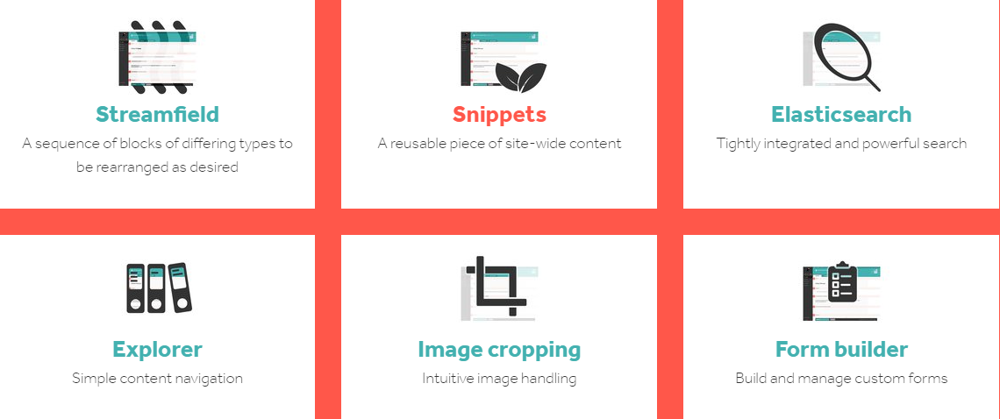 Streamfield
A sequence of blocks of differing types to
be rearranged as desired
Snippets
A reusable piece of site-wide content
Elasticsearch
Tightly integrated and powerful search
Explorer
Simple content navigation
Image cropping
Intuitive image handling
Form builder
Build and manage custom forms